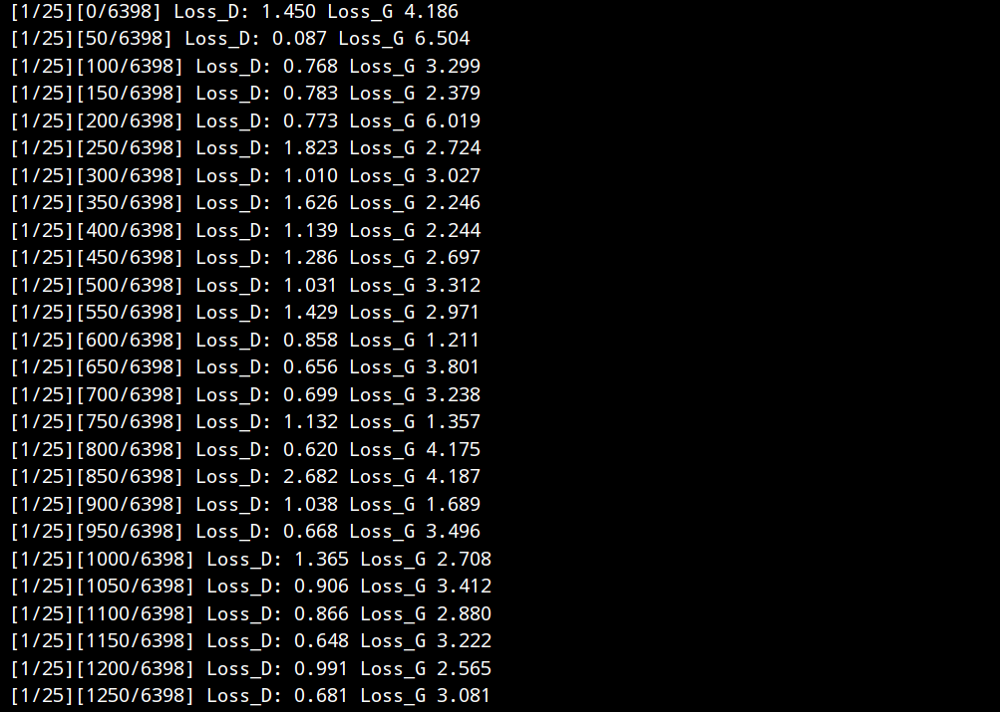 [1/25][0/6398] Loss_D: 1.450 Loss_G 4.186
[1/25][50/6398] Loss_D: 0.087 Loss_G 6.504
[1/25][100/6398] Loss_D: 0.768 Loss_G 3.299
[1/25][150/6398] Loss_D: 0.783 Loss_G 2.379
[1/25][200/6398] Loss_D: 0.773 Loss_G 6.019
[1/25][250/6398] Loss_D: 1.823 Loss_G 2.724
[1/25][300/6398] Loss_D: 1.010 Loss_G 3.027
[1/25][350/6398] Loss_D: 1.626 Loss_G 2.246
[1/25][400/6398] Loss_D: 1.139 Loss_G 2.244
[1/25][450/6398] Loss_D: 1.286 Loss_G 2.697
[1/25][500/6398] Loss_D: 1.031 Loss_G 3.312
[1/25][550/6398] Loss_D: 1.429 Loss_G 2.971
[1/25][600/6398] Loss_D: 0.858 Loss_G 1.211
[1/25][650/6398] Loss_D: 0.656 Loss_G 3.801
[1/25][700/6398] Loss_D: 0.699 Loss_G 3.238
[1/25][750/6398] Loss_D: 1.132 Loss_G 1.357
[1/25][800/6398] Loss_D: 0.620 Loss_G 4.175
[1/25][850/6398] Loss_D: 2.682 Loss_G 4.187
[1/25][900/6398] Loss_D: 1.038 Loss_G 1.689
[1/25][950/6398] Loss_D: 0.668 Loss_G 3.496
[1/25][1000/6398] Loss_D: 1.365 Loss_G 2.708
[1/25][1050/6398] Loss_D: 0.906 Loss_G 3.412
[1/25][1100/6398] Loss_D: 0.866 Loss_G 2.880
[1/25][1150/6398] Loss_D: 0.648 Loss_G 3.222
[1/25][1200/6398] Loss_D: 0.991 Loss_G 2.565
[1/25][1250/6398] Loss_D: 0.681 Loss_G 3.081